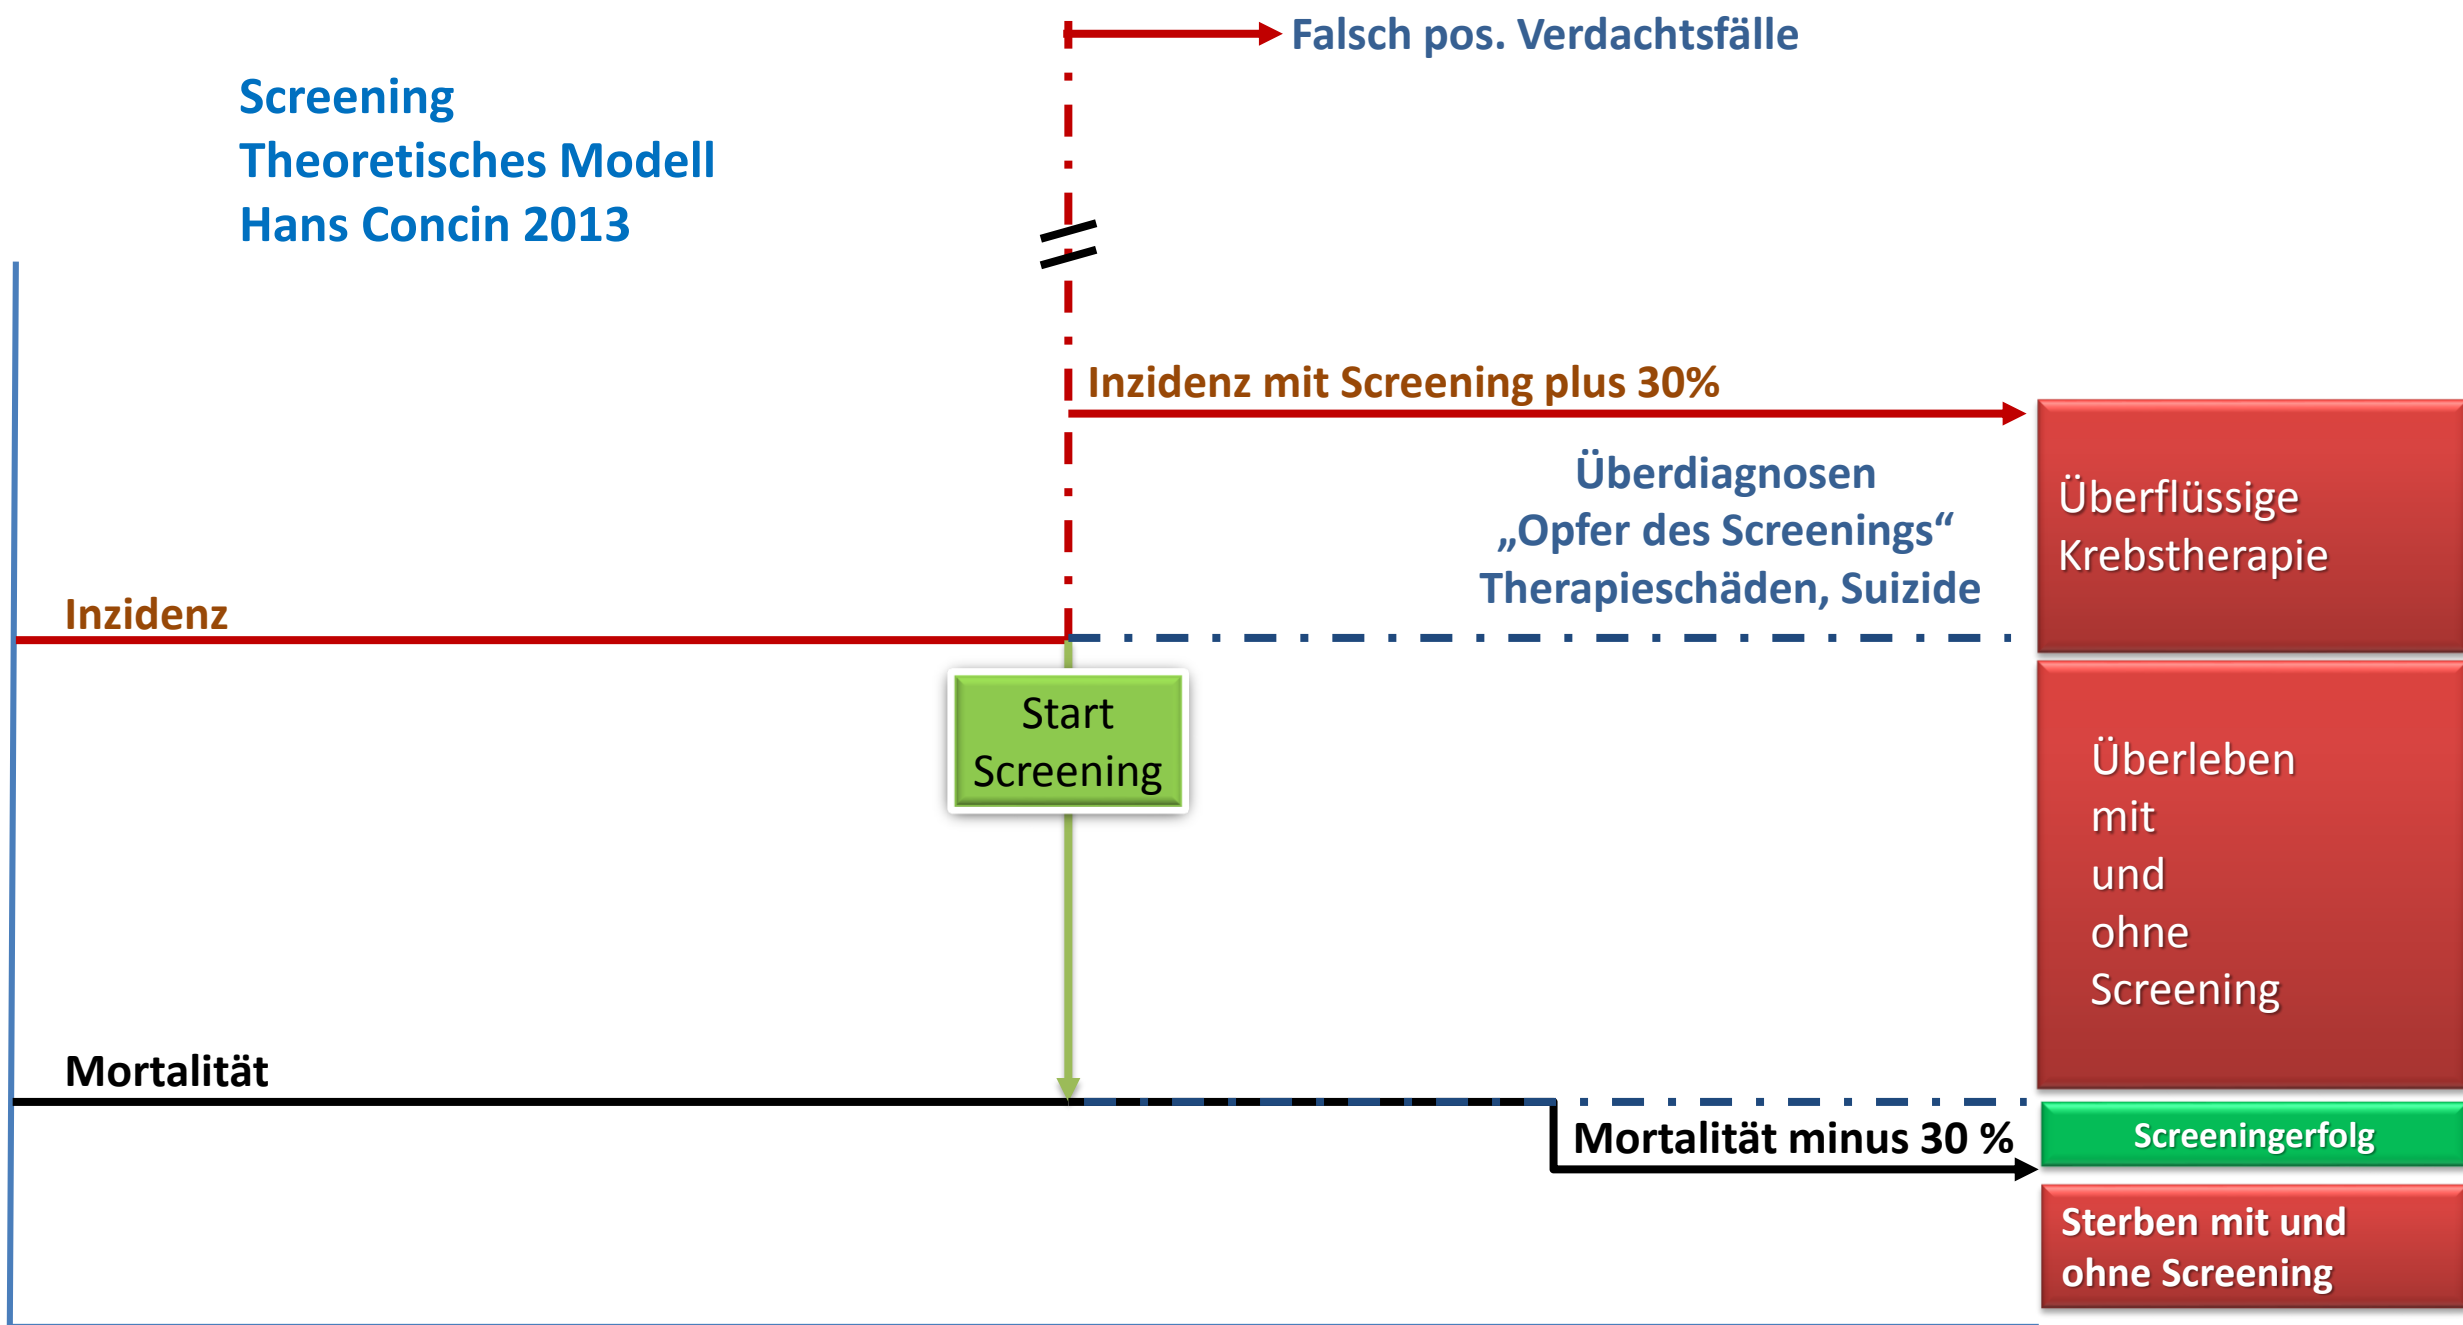 Falsch pos. Verdachtsfälle
Screening
Theoretisches Modell
Hans Concin 2013
Inzidenz mit Screening plus 30%
Überdiagnosen
„Opfer des Screenings“
Therapieschäden, Suizide
Überflüssige
Krebstherapie
Inzidenz
Start
Screening
Überleben
mit
und
ohne
Screening
Mortalität
Mortalität minus 30 %
Screeningerfolg
Sterben mit und
ohne Screening